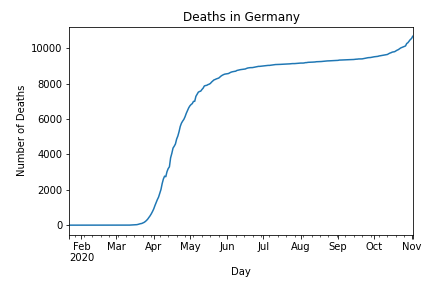 Deaths in Germany
Number of Deaths
10000
8000
6000
4000
2000
0
Feb Mar Apr May Jun Jul Aug Sep Oct Nov
2020
Day